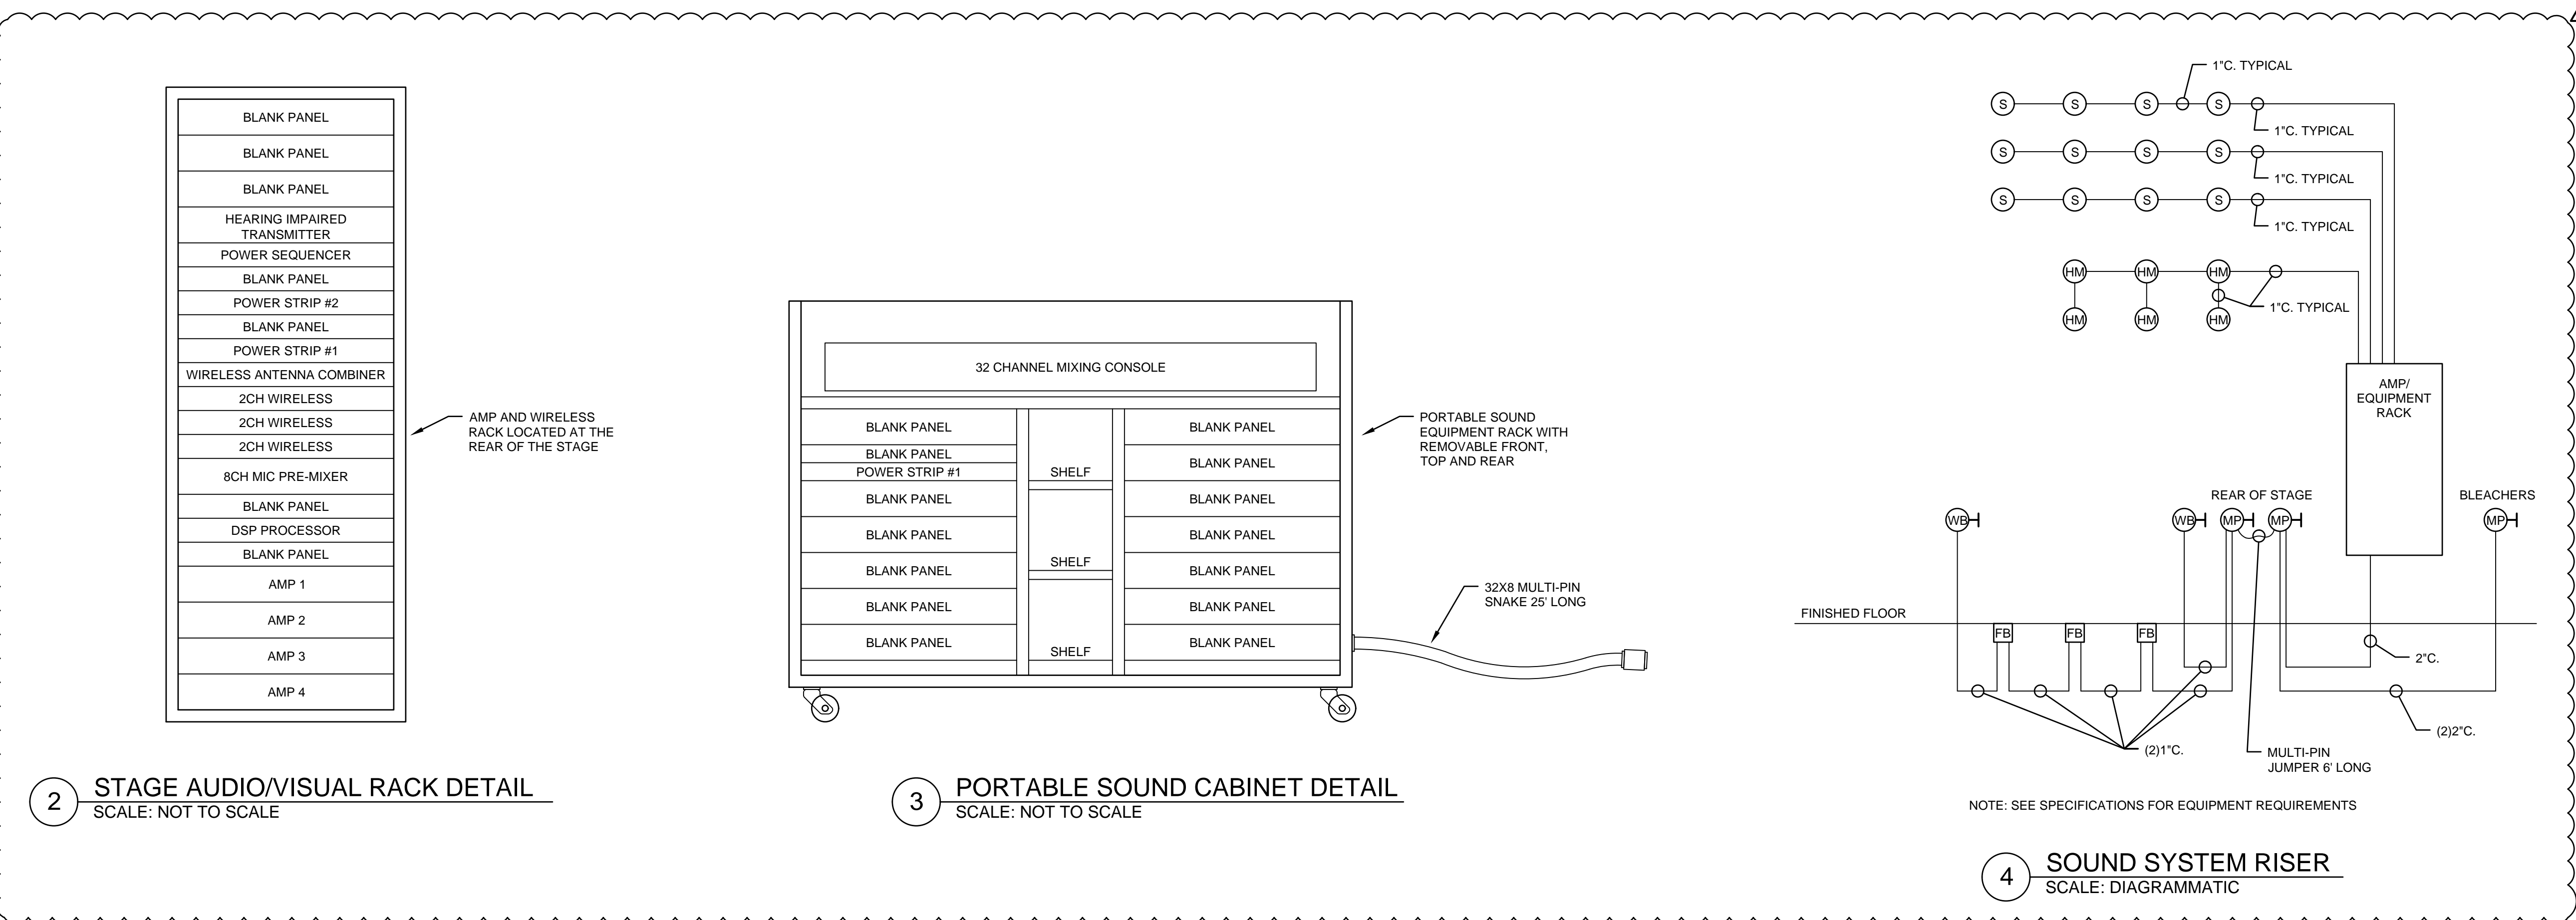 BLANK PANEL
BLANK PANEL
BLANK PANEL
HEARING IMPAIRED
TRANSMITTER
POWER SEQUENCER
BLANK PANEL
POWER STRIP #2
BLANK PANEL
POWER STRIP #1
WIRELESS ANTENNA COMBINER
2CH WIRELESS
2CH WIRELESS
2CH WIRELESS
8CH MIC PRE-MIXER
BLANK PANEL
DSP PROCESSOR
BLANK PANEL
AMP 1
AMP 2
AMP 3
AMP 4
AMP AND WIRELESS
RACK LOCATED AT THE
REAR OF THE STAGE
2
STAGE AUDIO/VISUAL RACK DETAIL
SCALE: NOT TO SCALE
32 CHANNEL MIXING CONSOLE
BLANK PANEL
BLANK PANEL
POWER STRIP #1
BLANK PANEL
BLANK PANEL
BLANK PANEL
BLANK PANEL
BLANK PANEL
SHELF
SHELF
SHELF
BLANK PANEL
BLANK PANEL
BLANK PANEL
BLANK PANEL
BLANK PANEL
BLANK PANEL
BLANK PANEL
PORTABLE SOUND
EQUIPMENT RACK WITH
REMOVABLE FRONT,
TOP AND REAR
32X8 MULTI-PIN
SNAKE 25' LONG
3
PORTABLE SOUND CABINET DETAIL
SCALE: NOT TO SCALE
1"C. TYPICAL
S S S S
1"C. TYPICAL
S S S S
1"C. TYPICAL
S S S S
1"C. TYPICAL
HM HM HM
1"C. TYPICAL
HM HM HM
AMP/
EQUIPMENT
RACK
REAR OF STAGE
BLEACHERS
WB WB MP MP MP
FINISHED FLOOR
FB FB FB
2"C.
(2)2"C.
(2)1"C.
MULTI-PIN
JUMPER 6' LONG
NOTE: SEE SPECIFICATIONS FOR EQUIPMENT REQUIREMENTS
4
SOUND SYSTEM RISER
SCALE: DIAGRAMMATIC